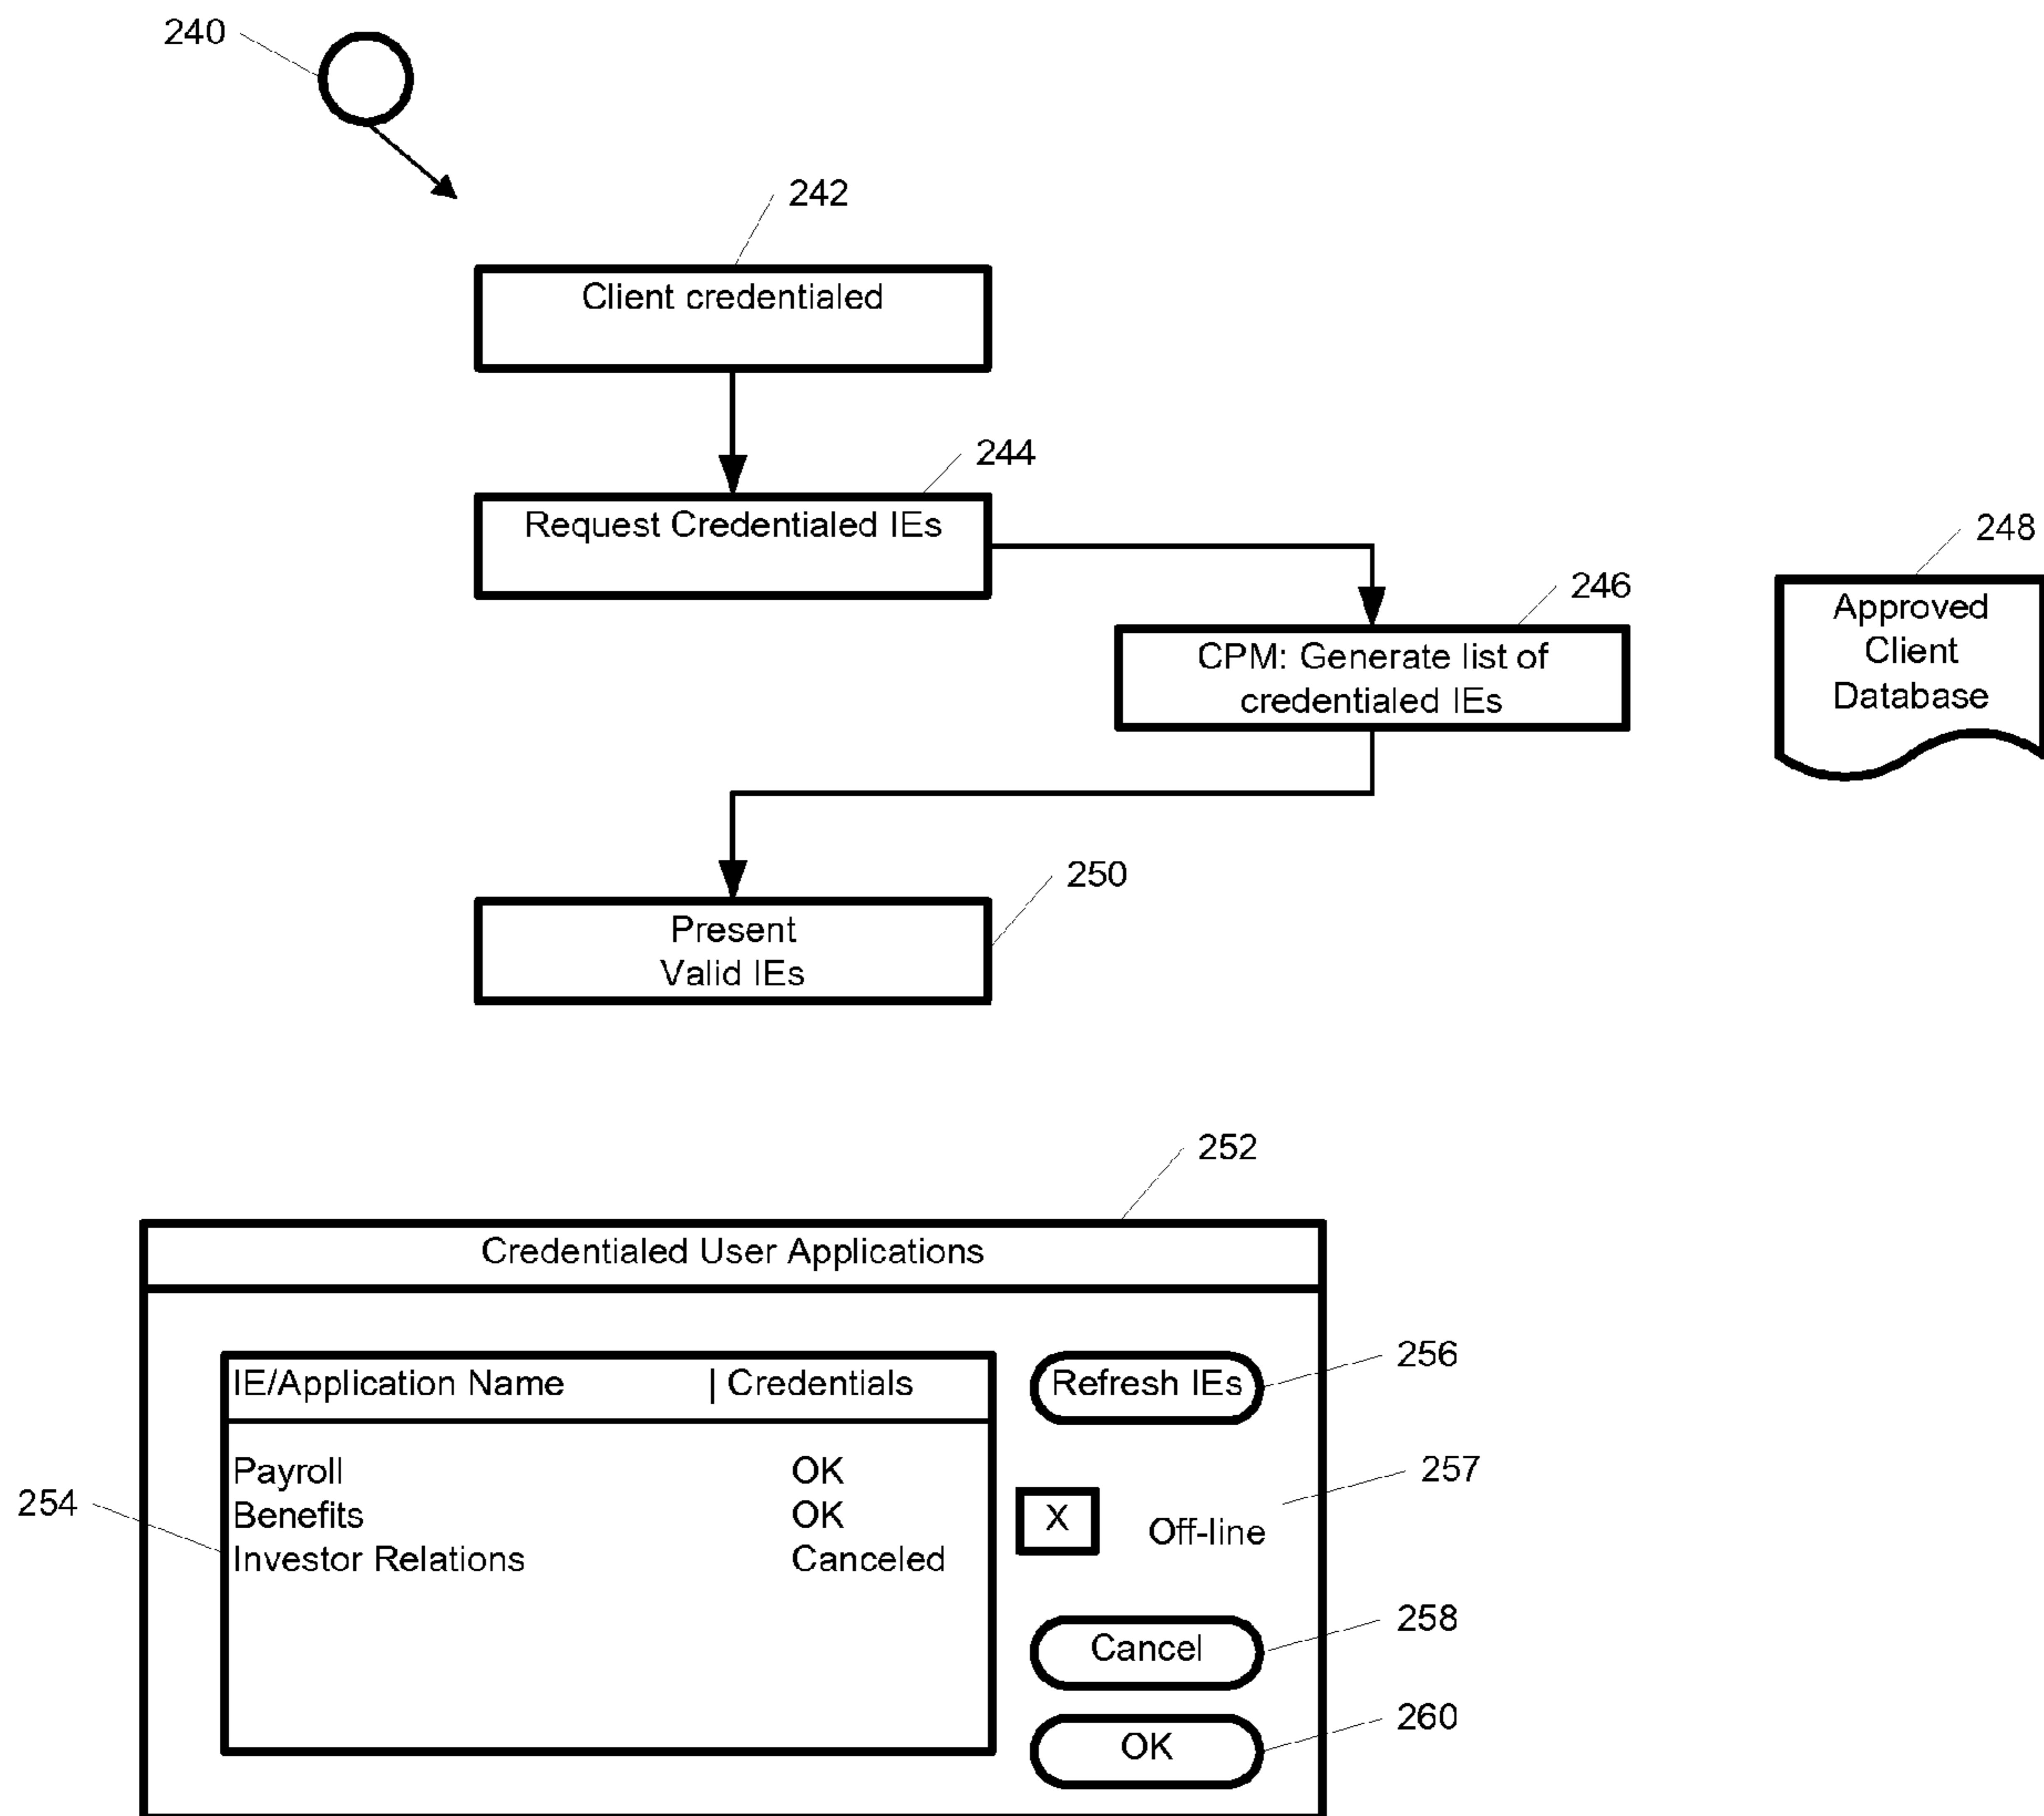 240
242
Client credentialed
244
Request Credentialed IEs
248
246
Approved
Client
Database
CPM: Generate list of
credentialed IEs
250
Present
Valid IEs
252
Credentialed User Applications
IE/Application Name | Credentials
Refresh IEs
256
Payroll OK
257
254
Benefits OK
X Off-line
Investor Relations Canceled
258
Cancel
260
OK